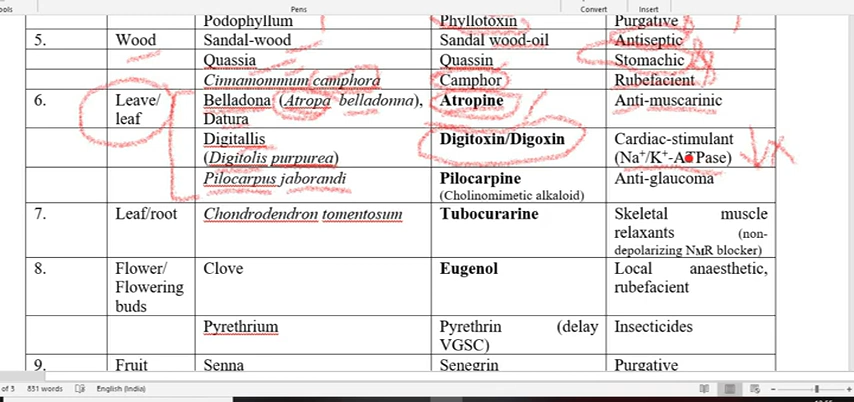 ools Pens Convert Insert
Podophyllum Phyllotoxin Purgative
5. Wood Sandal-wood Sandal wood-oil Antiseptic
Quassia Quassin Stomachic
Cinnamommum camphora Camphor Rubefacient
6. Leave/ Belladona (Atropa belladonna), Atropine Anti-muscarinic
leaf Datura
Digitallis Digitoxin/Digoxin Cardiac-stimulant
(Digitolis purpurea) (Na+/K+-ATPase)
Pilocarpus jaborandi Pilocarpine Anti-glaucoma
(Cholinomimetic alkaloid)
7. Leaf/root Chondrodendron tomentosum Tubocurarine Skeletal muscle
relaxants (non-
depolarizing NMR blocker)
8. Flower/ Clove Eugenol Local anaesthetic,
Flowering rubefacient
buds
Pyrethrium Pyrethrin (delay Insecticides
VGSC)
9. Fruit Senna Senegrin Purgative
of 3 831 words English (India)